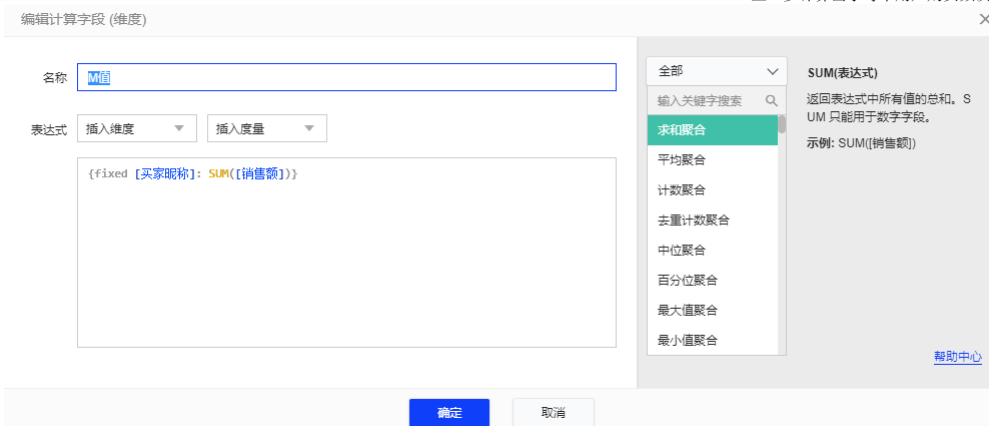 编辑计算字段 (维度)
名称
M值
表达式
插入维度
插入度量
{fixed [买家昵称]: SUM([销售额])}
全部
输入关键字搜索
求和聚合
平均聚合
计数聚合
去重计数聚合
中位聚合
百分位聚合
最大值聚合
最小值聚合
SUM(表达式)
返回表达式中所有值的总和。S
UM 只能用于数字字段。
示例: SUM([销售额])
帮助中心
确定
取消